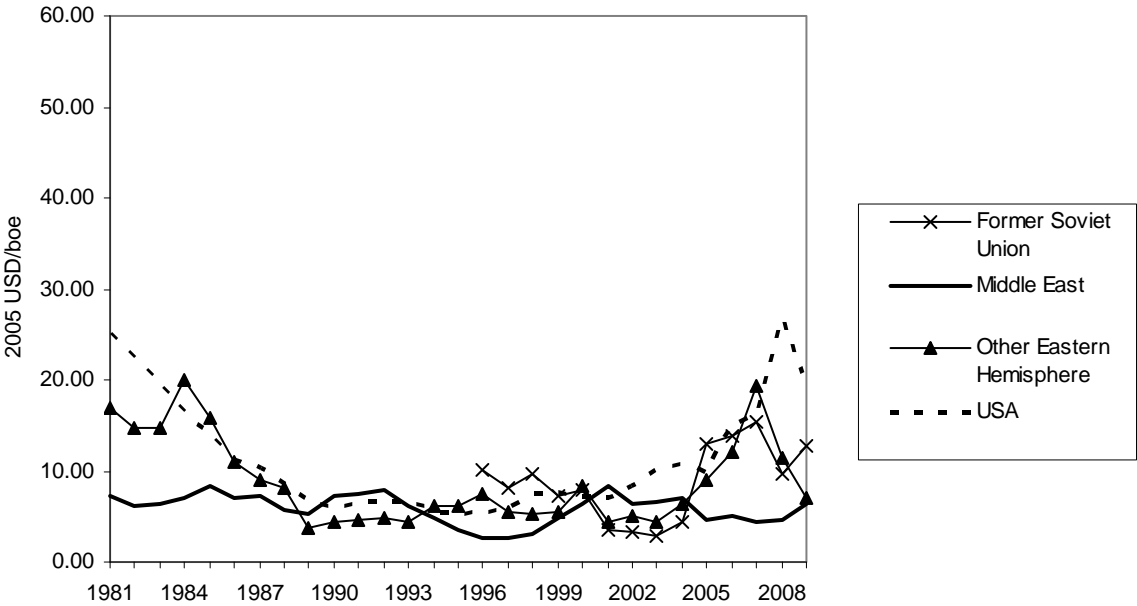 60.00
50.00
40.00
30.00
20.00
10.00
0.00
2005 USD/boe
1981 1984 1987 1990 1993 1996 1999 2002 2005 2008
Former Soviet
Union
Middle East
Other Eastern
Hemisphere
USA